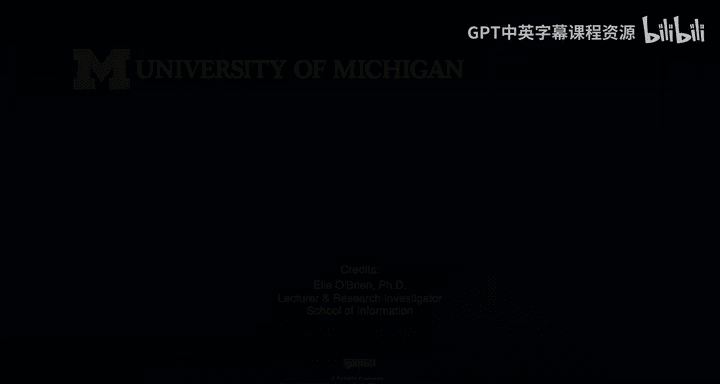 GPT中英字幕课程资源 bilibili
M UNIVERSITY OF MICHIGAN
Credits:
Elle O'Brien, Ph.D.
Lecturer & Research Investigator
School of Information